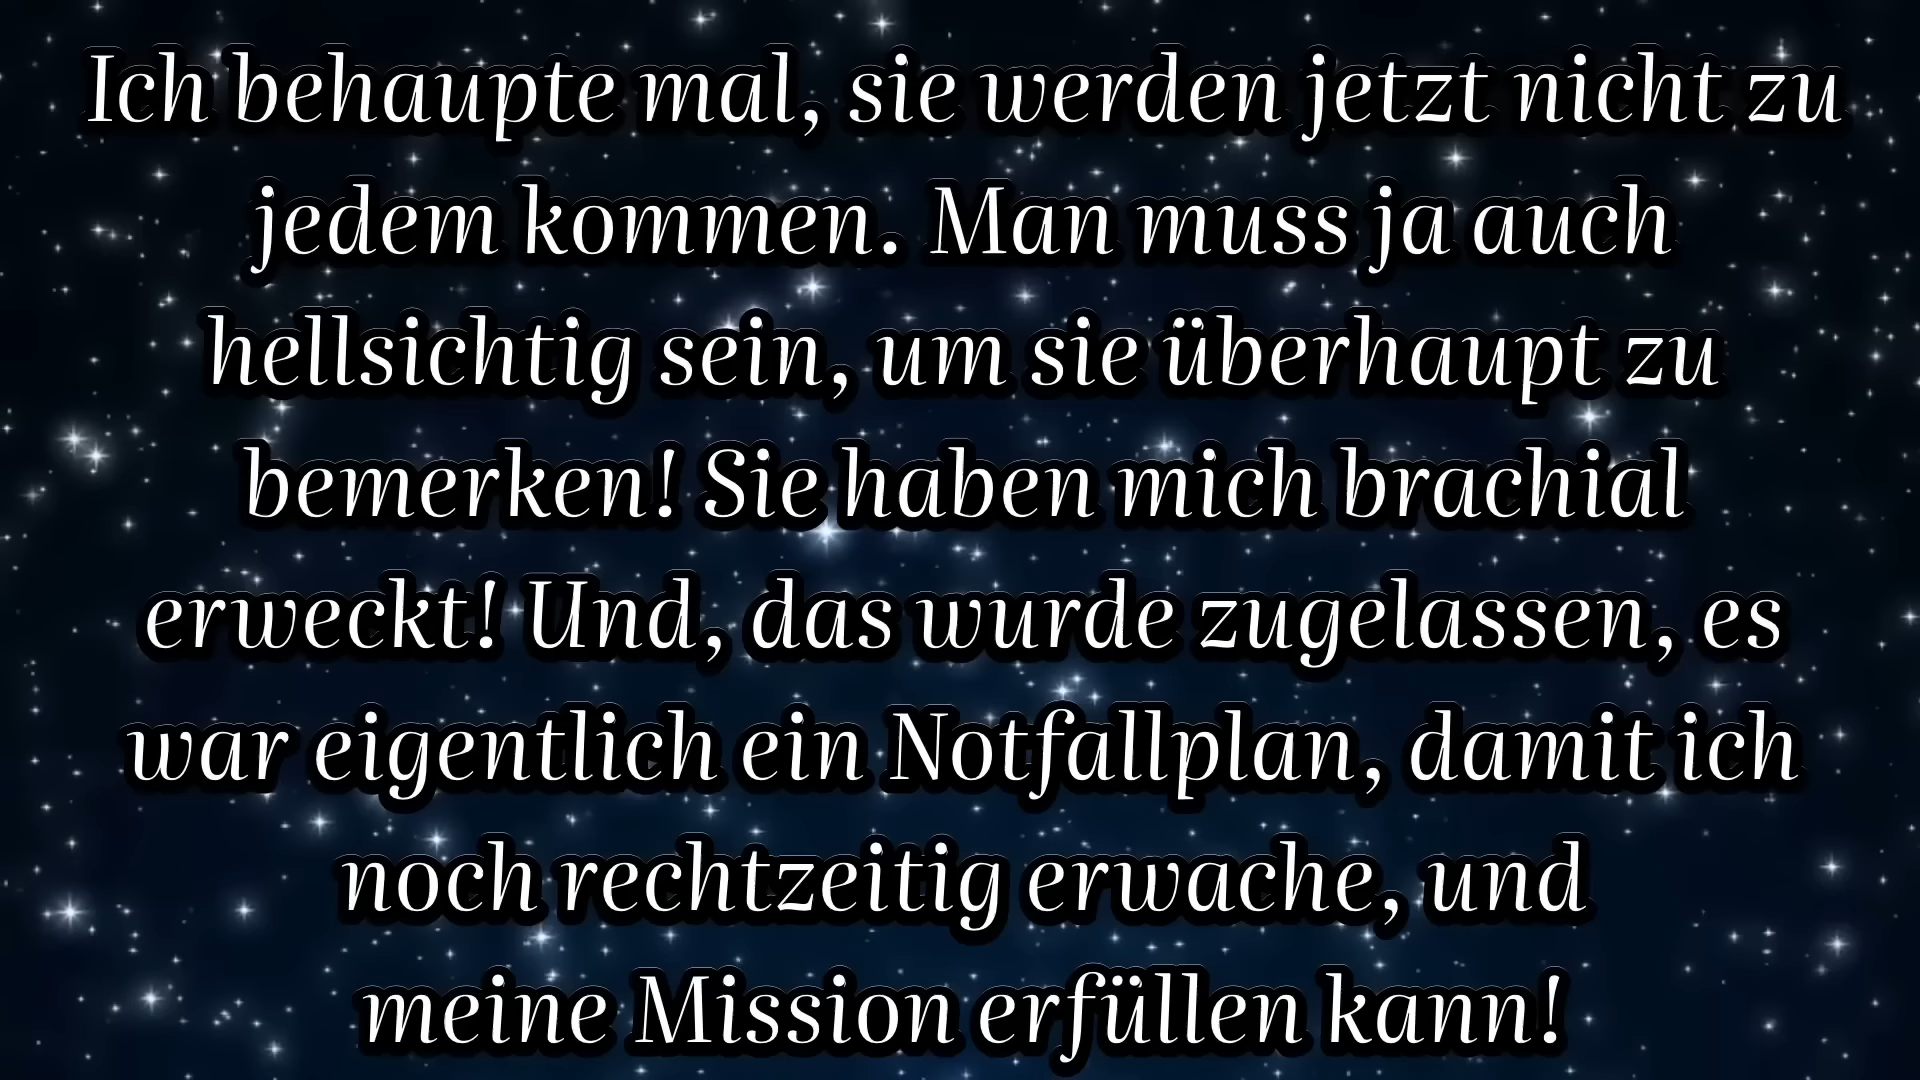 Ich behaupte mal, sie werden jetzt nicht zu
jedem kommen. Man muss ja auch
hellsichtig sein, um sie überhaupt zu
bemerken! Sie haben mich brachial
erweckt! Und, das wurde zugelassen, es
war eigentlich ein Notfallplan, damit ich
noch rechtzeitig erwache, und
meine Mission erfüllen kann!